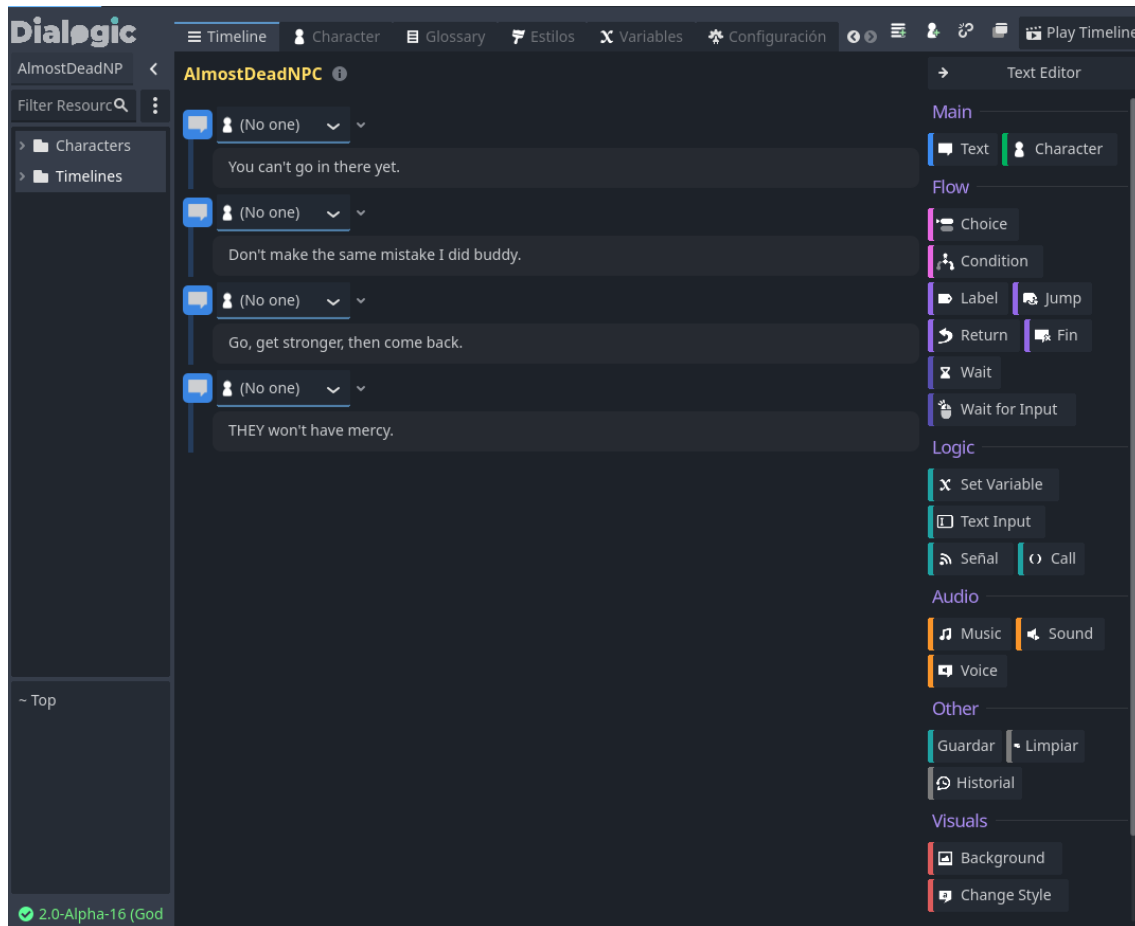 Dialogic
Timeline Character Glossary Estilos Variables Configuración Play Timeline
AlmostDeadNP
Filter Resourc
Characters
Timelines
~ Top
2.0-Alpha-16 (God
AlmostDeadNPC
(No one)
You can't go in there yet.
(No one)
Don't make the same mistake I did buddy.
(No one)
Go, get stronger, then come back.
(No one)
THEY won't have mercy.
Text Editor
Main
Text Character
Flow
Choice
Condition
Label Jump
Return Fin
Wait
Wait for Input
Logic
Set Variable
Text Input
Señal Call
Audio
Music Sound
Voice
Other
Guardar Limpiar
Historial
Visuals
Background
Change Style